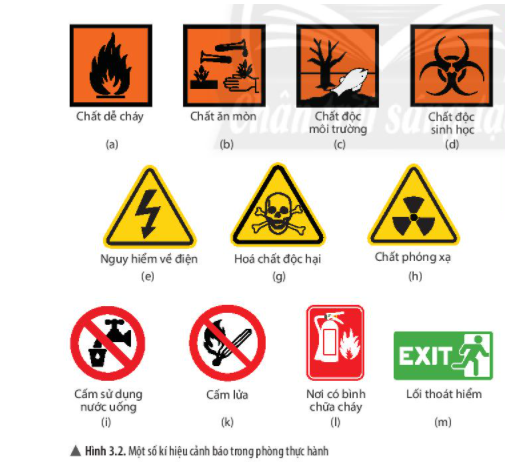 Chất dễ cháy
(a)
Chất ăn mòn
(b)
Chất độc
môi trường
(c)
Chất độc
sinh học
(d)
Nguy hiểm về điện
(e)
Hoá chất độc hại
(g)
Chất phóng xạ
(h)
Cấm sử dụng
nước uống
(i)
Cấm lửa
(k)
Nơi có bình
chữa cháy
(l)
EXIT
Lối thoát hiểm
(m)
▲ Hình 3.2. Một số kí hiệu cảnh báo trong phòng thực hành